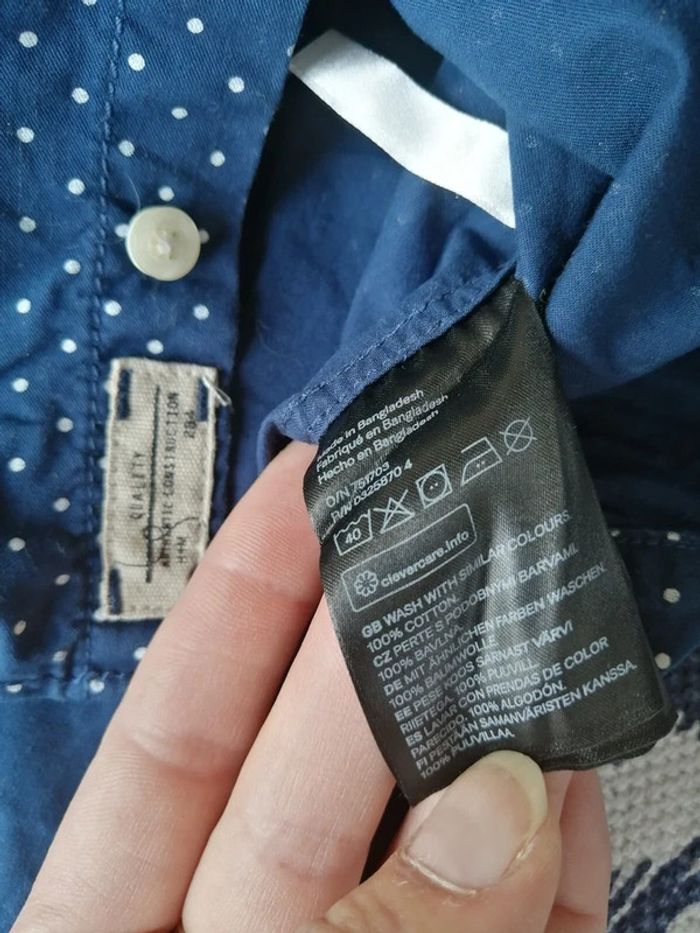 QUALITY
AUTHENTIC CONSTRUCTION
284
Made in Bangladesh
Fabriqué en Bangladesh
Hecho en Bangladesh
O/N 751703
P/N D325870 4
40
clevercare.info
GB WASH WITH SIMILAR COLOURS.
100% COTTON.
CZ PERTE S PODOBNÝMI BARVAMI.
100% BAVLNA.
DE MIT ÄHNLICHEN FARBEN WASCHEN.
100% BAUMWOLLE
EE PESE KOOS SARNAST VÄRVI
RIIETEGA. 100% PUUVILL.
ES LAVAR CON PRENDAS DE COLOR
PARECIDO. 100% ALGODÓN.
FI PESTÄÄN SAMANVÄRISTEN KANSSA.
100% PUUVILLAA.